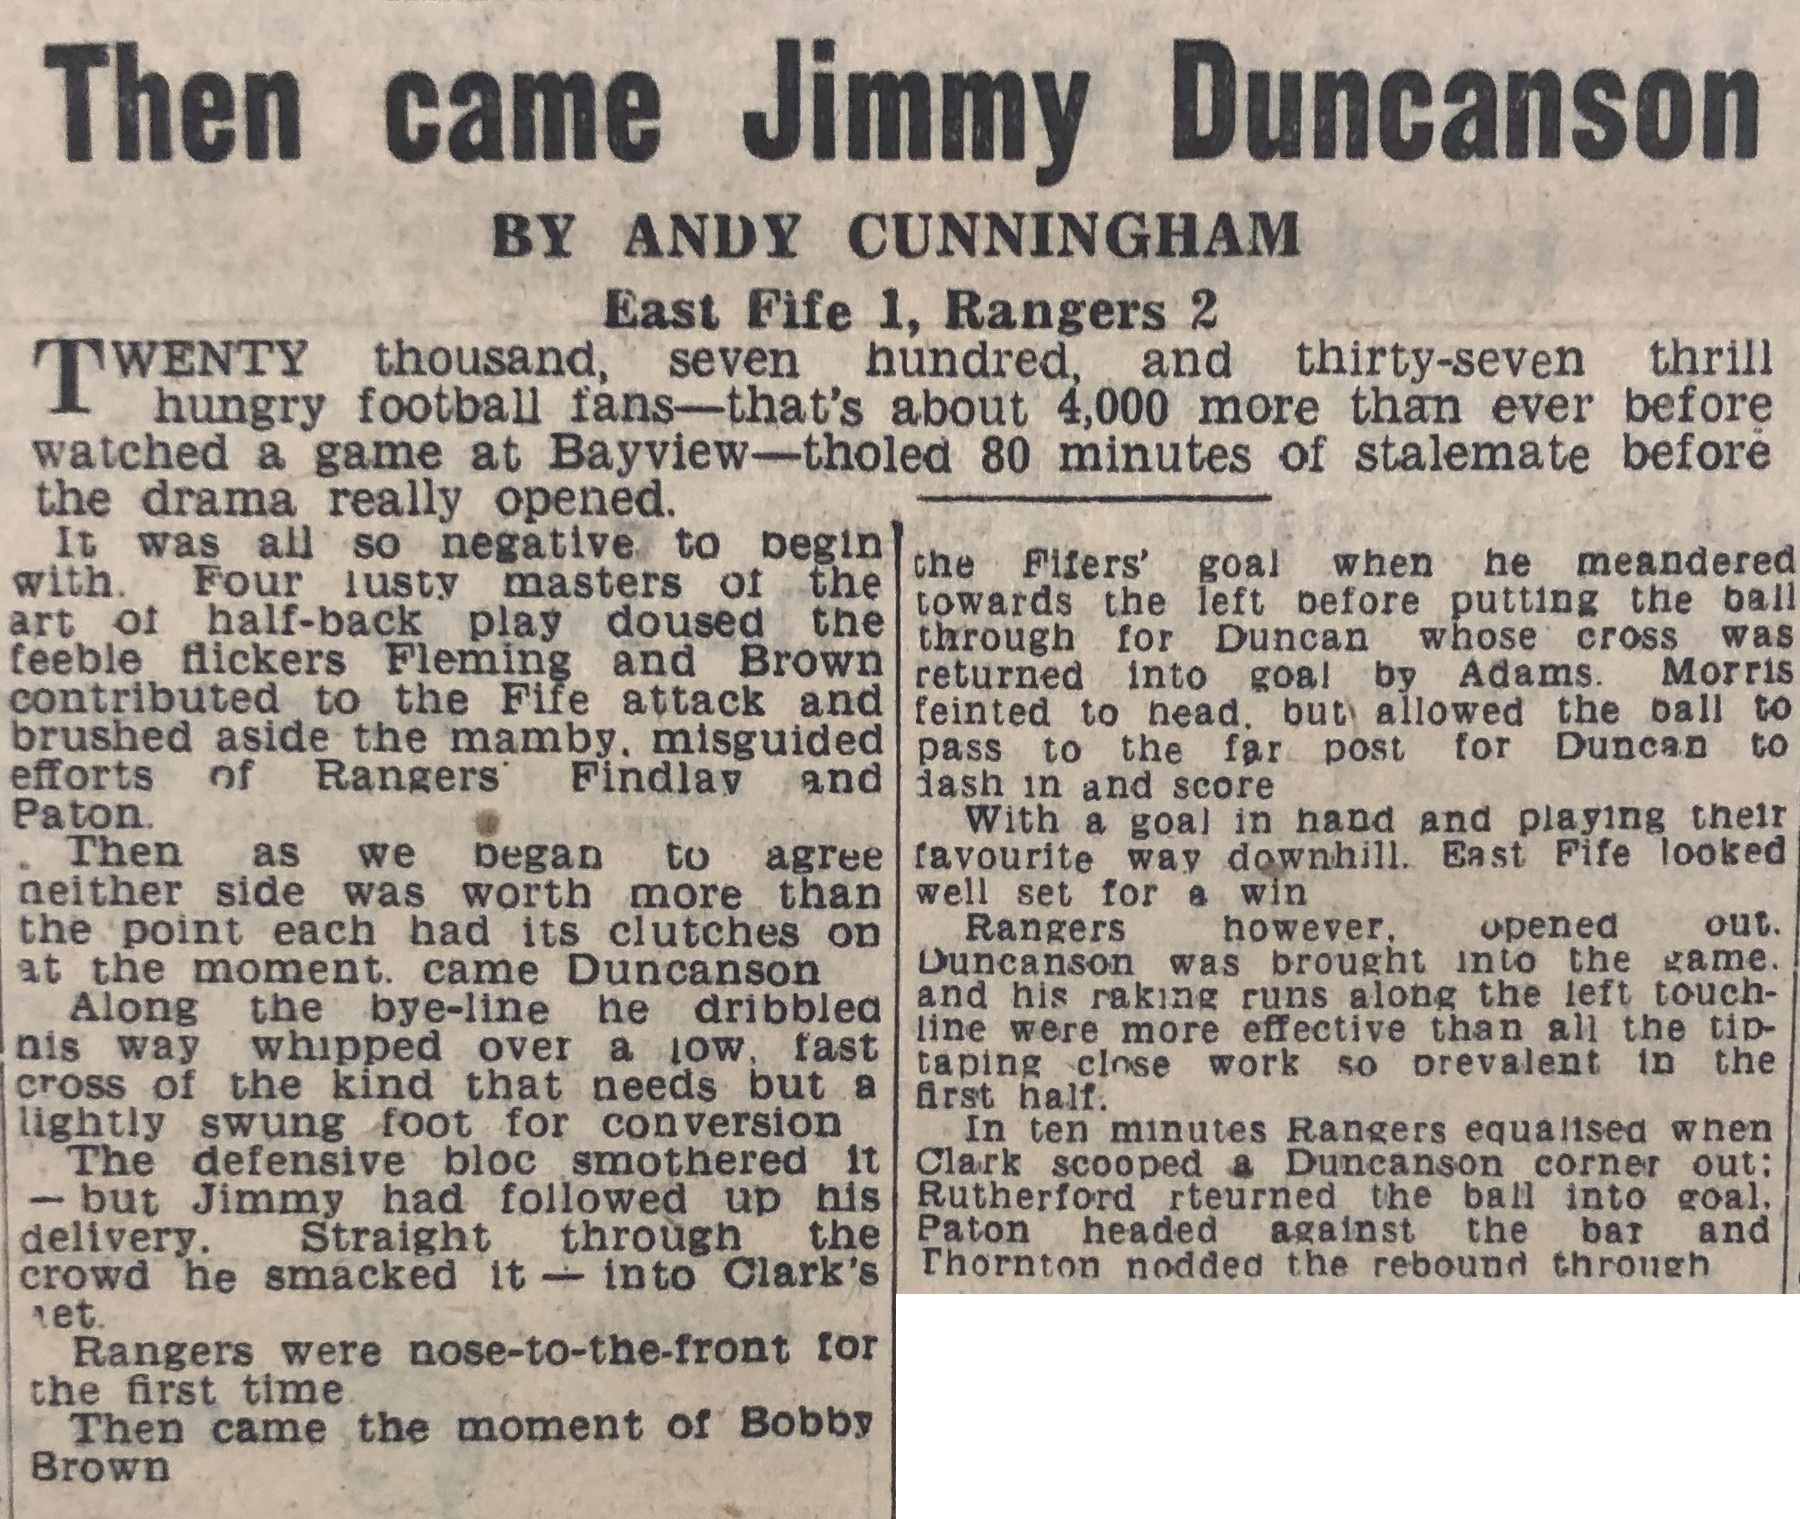 Then came Jimmy Duncanson
BY ANDY CUNNINGHAM
East Fife 1, Rangers 2
TWENTY thousand, seven hundred, and thirty-seven thrill
hungry football fans—that's about 4,000 more than ever before
watched a game at Bayview—tholed 80 minutes of stalemate before
the drama really opened.
It was all so negative to begin
with. Four lusty masters of the
art of half-back play doused the
feeble flickers Fleming and Brown
contributed to the Fife attack and
brushed aside the mamby, misguided
efforts of Rangers' Findlay and
Paton.
Then as we began to agree
neither side was worth more than
the point each had its clutches on
at the moment, came Duncanson
Along the bye-line he dribbled
his way whipped over a low, fast
cross of the kind that needs but a
lightly swung foot for conversion
The defensive bloc smothered it
— but Jimmy had followed up his
delivery. Straight through the
crowd he smacked it — into Clark's
net.
Rangers were nose-to-the-front for
the first time
Then came the moment of Bobby
Brown
the Fifers' goal when he meandered
towards the left before putting the ball
through for Duncan whose cross was
returned into goal by Adams. Morris
feinted to head, but allowed the ball to
pass to the far post for Duncan to
dash in and score
With a goal in hand and playing their
favourite way downhill. East Fife looked
well set for a win
Rangers however, opened out.
Duncanson was brought into the game.
and his raking runs along the left touch-
line were more effective than all the tip-
taping close work so prevalent in the
first half.
In ten minutes Rangers equalised when
Clark scooped a Duncanson corner out;
Rutherford rteurned the ball into goal,
Paton headed against the bar and
Thornton nodded the rebound through